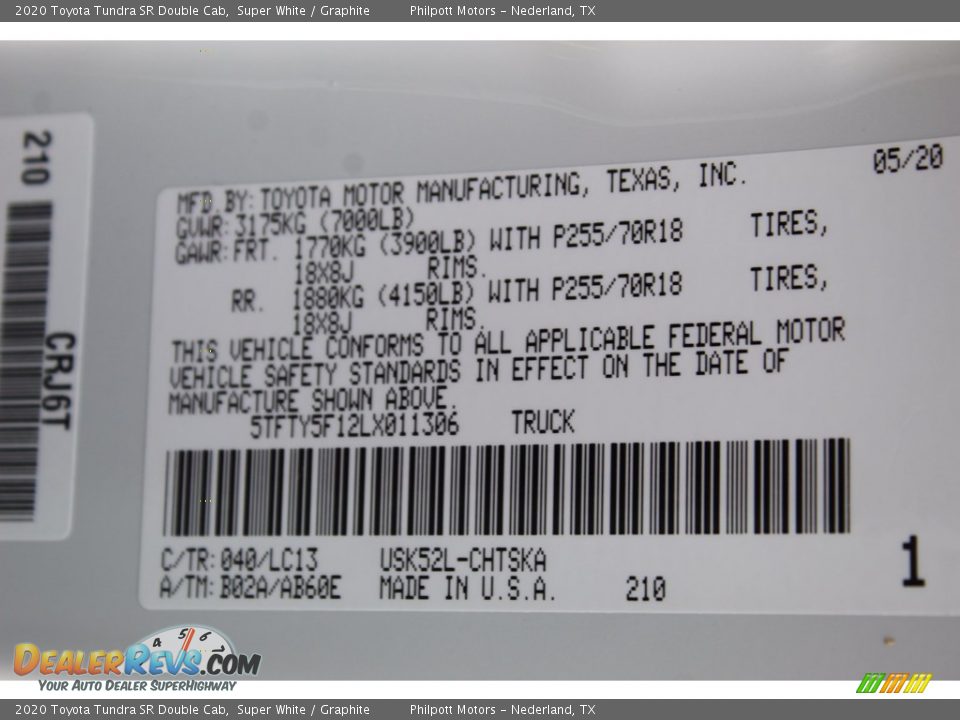 2020 Toyota Tundra SR Double Cab, Super White / Graphite Philpott Motors - Nederland, TX
210
CRJ6T
05/20
MFD.BY:TOYOTA MOTOR MANUFACTURING, TEXAS, INC.
GVWR:3175KG (7000LB)
GAWR:FRT. 1770KG (3900LB) WITH P255/70R18 TIRES,
18X8J RIMS.
RR. 1880KG (4150LB) WITH P255/70R18 TIRES,
18X8J RIMS.
THIS VEHICLE CONFORMS TO ALL APPLICABLE FEDERAL MOTOR
VEHICLE SAFETY STANDARDS IN EFFECT ON THE DATE OF
MANUFACTURE SHOWN ABOVE.
5TFTY5F12LX011306 TRUCK
C/TR:040/LC13 USK52L-CHTSKA
A/TM:B02A/AB60E MADE IN U.S.A. 210
1
4 5 6 7
DealerRevs.com
Your Auto Dealer SuperHighway
2020 Toyota Tundra SR Double Cab, Super White / Graphite Philpott Motors - Nederland, TX